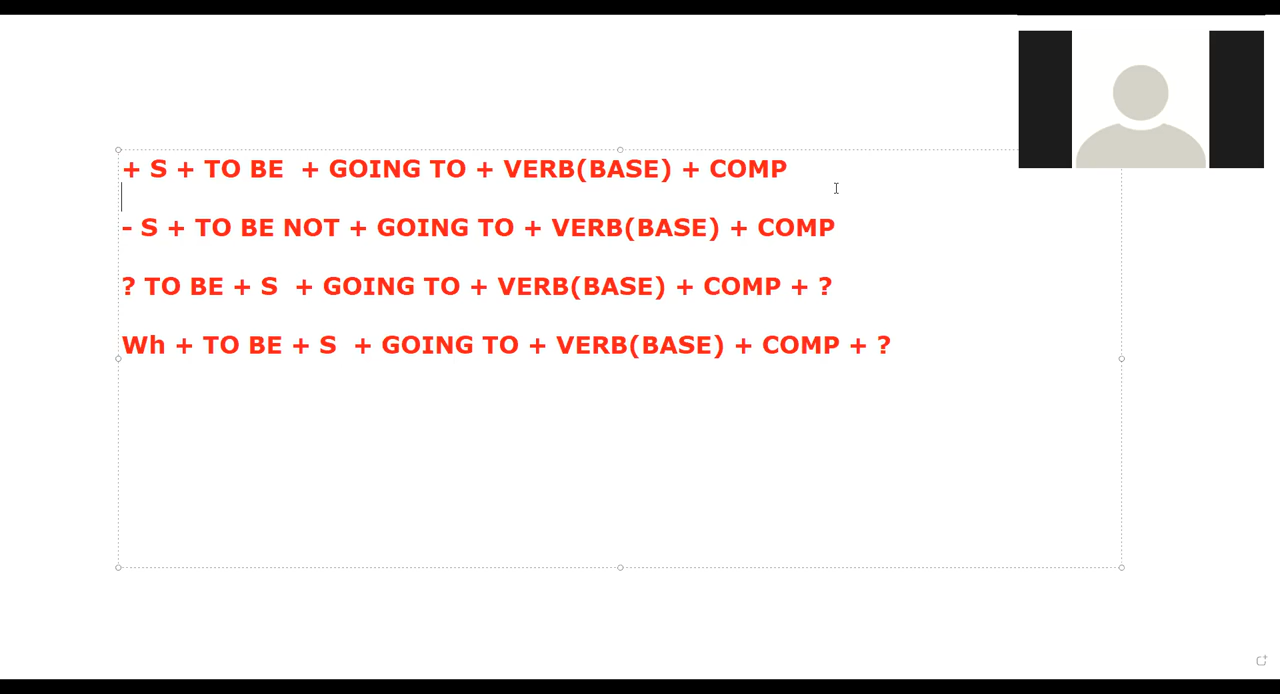 + S + TO BE  + GOING TO + VERB(BASE) + COMP
- S + TO BE NOT + GOING TO + VERB(BASE) + COMP
? TO BE + S  + GOING TO + VERB(BASE) + COMP + ?
Wh + TO BE + S  + GOING TO + VERB(BASE) + COMP + ?